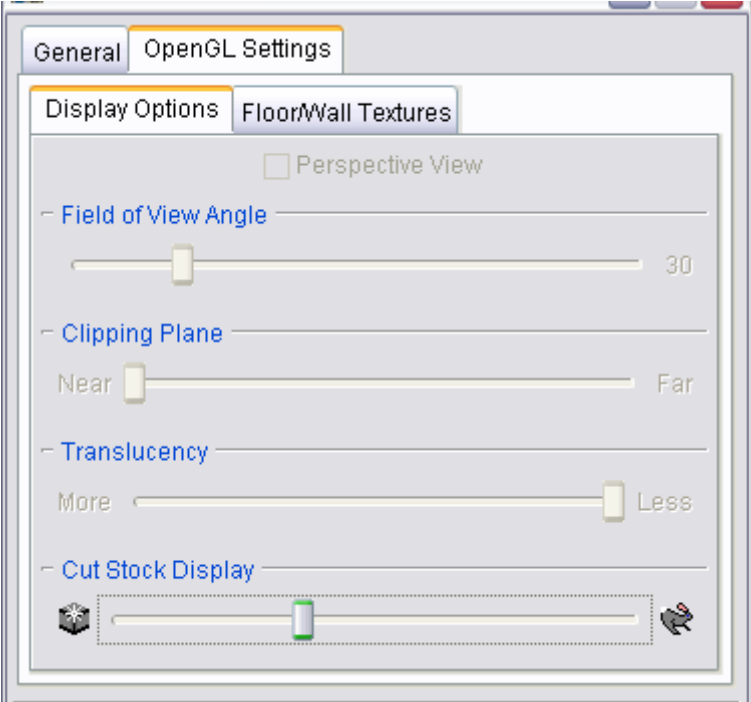 General OpenGL Settings
Display Options Floor/Wall Textures
Perspective View
Field of View Angle
30
Clipping Plane
Near Far
Translucency
More Less
Cut Stock Display